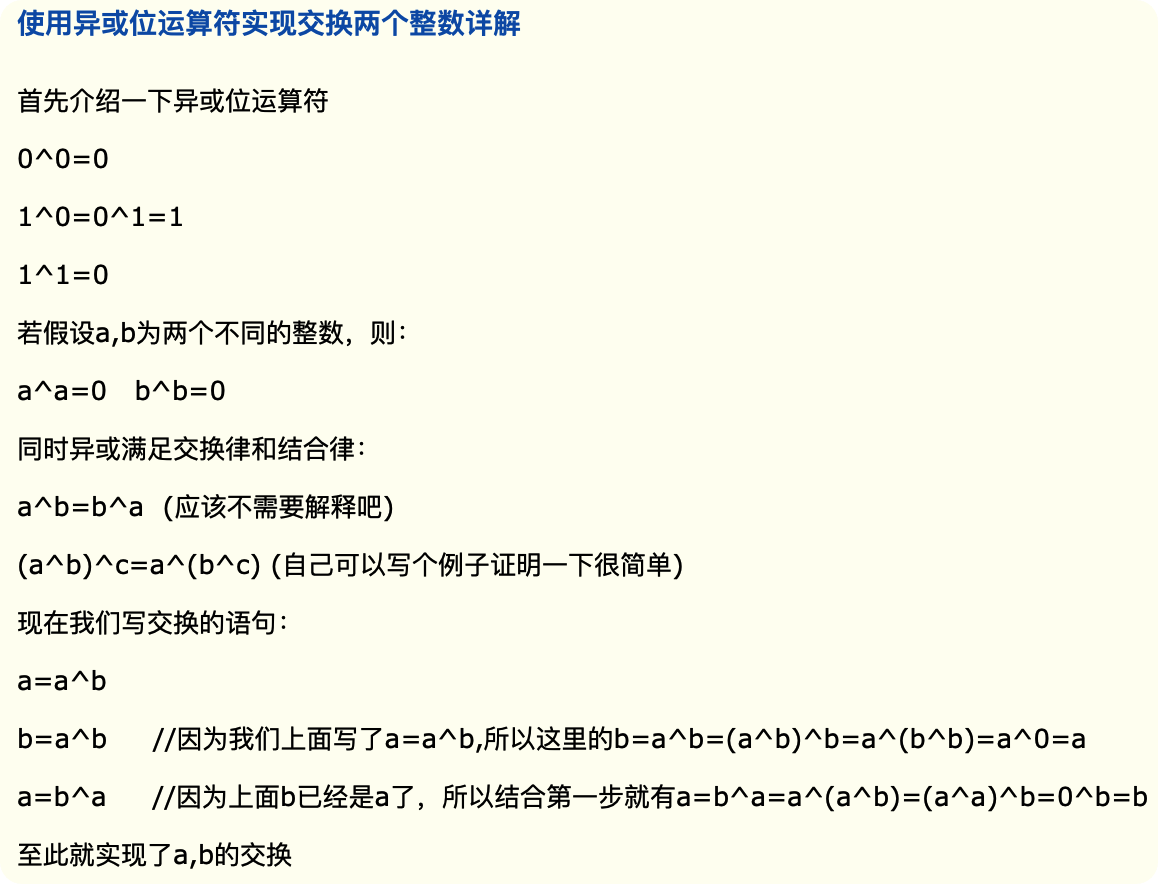 使用异或位运算符实现交换两个整数详解
首先介绍一下异或位运算符
0^0=0
1^0=0^1=1
1^1=0
若假设a,b为两个不同的整数，则：
a^a=0 b^b=0
同时异或满足交换律和结合律：
a^b=b^a (应该不需要解释吧)
(a^b)^c=a^(b^c) (自己可以写个例子证明一下很简单)
现在我们写交换的语句：
a=a^b
b=a^b //因为我们上面写了a=a^b,所以这里的b=a^b=(a^b)^b=a^(b^b)=a^0=a
a=b^a //因为上面b已经是a了，所以结合第一步就有a=b^a=a^(a^b)=(a^a)^b=0^b=b
至此就实现了a,b的交换